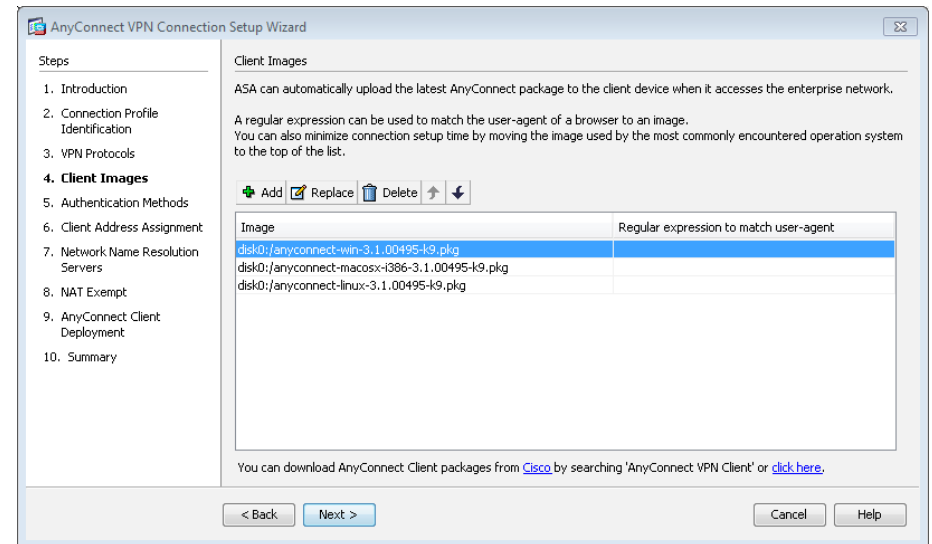 AnyConnect VPN Connection Setup Wizard
Steps
1. Introduction
2. Connection Profile
Identification
3. VPN Protocols
4. Client Images
5. Authentication Methods
6. Client Address Assignment
7. Network Name Resolution
Servers
8. NAT Exempt
9. AnyConnect Client
Deployment
10. Summary
Client Images
ASA can automatically upload the latest AnyConnect package to the client device when it accesses the enterprise network.
A regular expression can be used to match the user-agent of a browser to an image.
You can also minimize connection setup time by moving the image used by the most commonly encountered operation system
to the top of the list.
Add Replace Delete
Image Regular expression to match user-agent
disk0:/anyconnect-win-3.1.00495-k9.pkg
disk0:/anyconnect-macosx-i386-3.1.00495-k9.pkg
disk0:/anyconnect-linux-3.1.00495-k9.pkg
You can download AnyConnect Client packages from Cisco by searching 'AnyConnect VPN Client' or click here.
< Back Next > Cancel Help